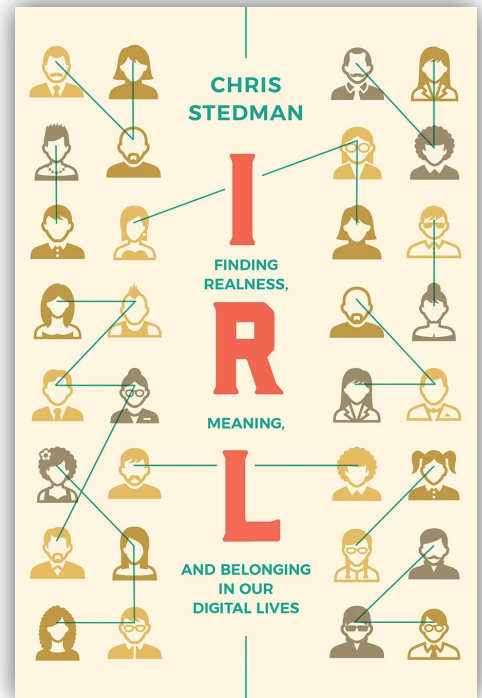 CHRIS
STEDMAN
I
FINDING
REALNESS,
R
MEANING,
L
AND BELONGING
IN OUR
DIGITAL LIVES